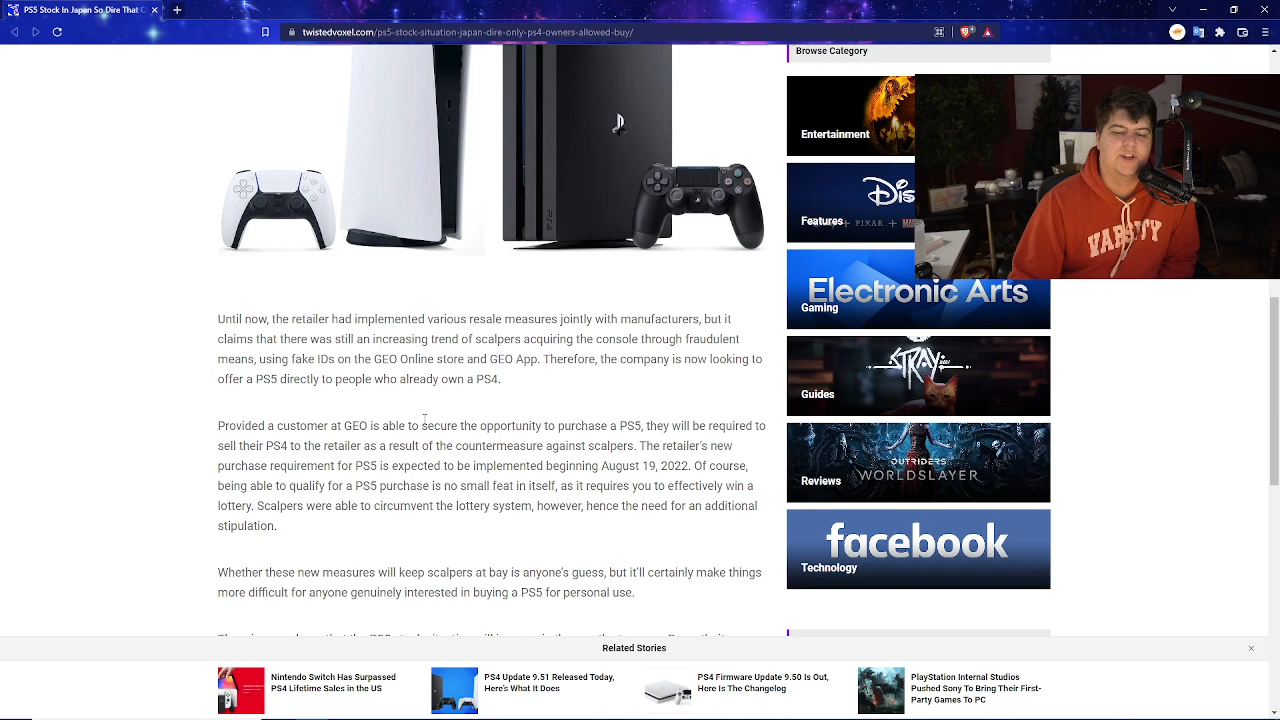 PS5 Stock In Japan So Dire That O
twistedvoxel.com/ps5-stock-situation-japan-dire-only-ps4-owners-allowed-buy/
Browse Category
Entertainment
Disney
Features
+ PIXAR +
Electronic Arts
Gaming
STRAY
Guides
OUTRIDERS
WORLDSLAYER
Reviews
facebook
Technology
VARSITY
PS4
Until now, the retailer had implemented various resale measures jointly with manufacturers, but it
claims that there was still an increasing trend of scalpers acquiring the console through fraudulent
means, using fake IDs on the GEO Online store and GEO App. Therefore, the company is now looking to
offer a PS5 directly to people who already own a PS4.
Provided a customer at GEO is able to secure the opportunity to purchase a PS5, they will be required to
sell their PS4 to the retailer as a result of the countermeasure against scalpers. The retailer's new
purchase requirement for PS5 is expected to be implemented beginning August 19, 2022. Of course,
being able to qualify for a PS5 purchase is no small feat in itself, as it requires you to effectively win a
lottery. Scalpers were able to circumvent the lottery system, however, hence the need for an additional
stipulation.
Whether these new measures will keep scalpers at bay is anyone's guess, but it'll certainly make things
more difficult for anyone genuinely interested in buying a PS5 for personal use.
Related Stories
Nintendo Switch Has Surpassed
PS4 Lifetime Sales in the US
PS4 Update 9.51 Released Today,
Here's What It Does
PS4 Firmware Update 9.50 Is Out,
Here Is The Changelog
PlayStation Internal Studios
Pushed Sony To Bring Their First-
Party Games To PC